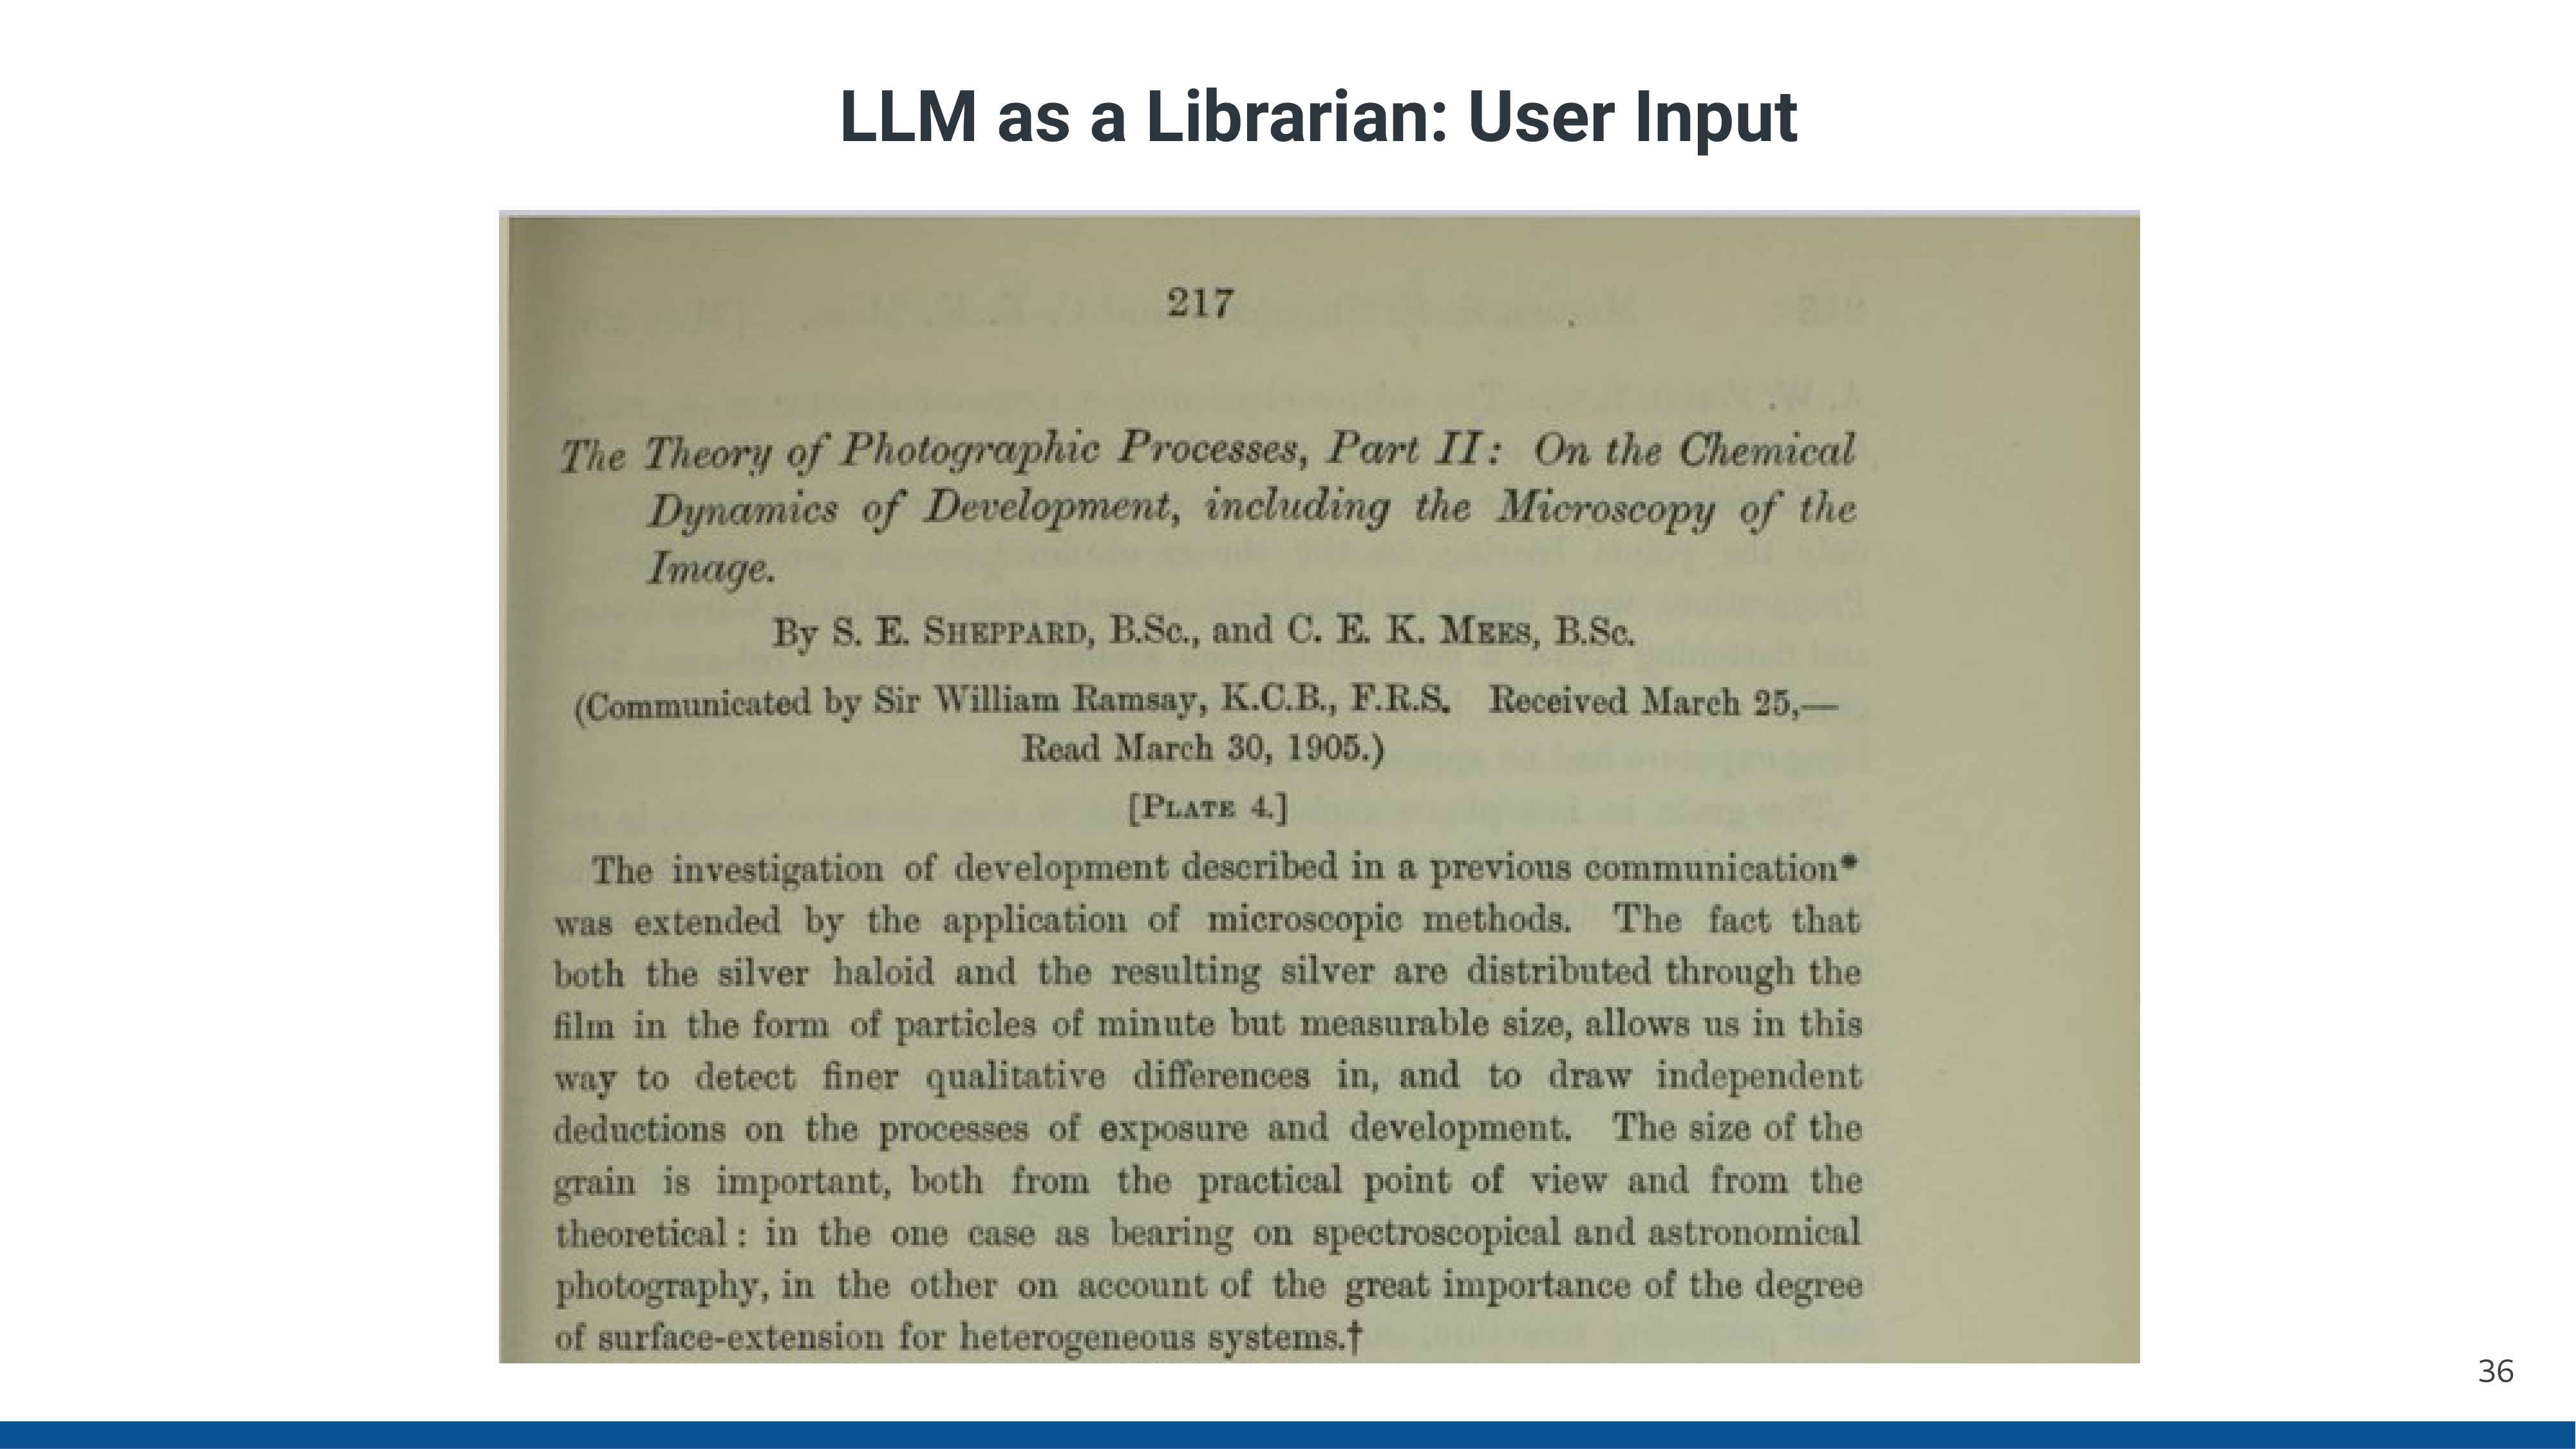 LLM as a Librarian: User Input
217
The Theory of Photographic Processes, Part II: On the Chemical
Dynamics of Development, including the Microscopy of the
Image.
By S. E. SHEPPARD, B.Sc., and C. E. K. MEES, B.Sc.
(Communicated by Sir William Ramsay, K.C.B., F.R.S. Received March 25,—
Read March 30, 1905.)
[PLATE 4.]
The investigation of development described in a previous communication*
was extended by the application of microscopic methods. The fact that
both the silver haloid and the resulting silver are distributed through the
film in the form of particles of minute but measurable size, allows us in this
way to detect finer qualitative differences in, and to draw independent
deductions on the processes of exposure and development. The size of the
grain is important, both from the practical point of view and from the
theoretical : in the one case as bearing on spectroscopical and astronomical
photography, in the other on account of the great importance of the degree
of surface-extension for heterogeneous systems.†
36